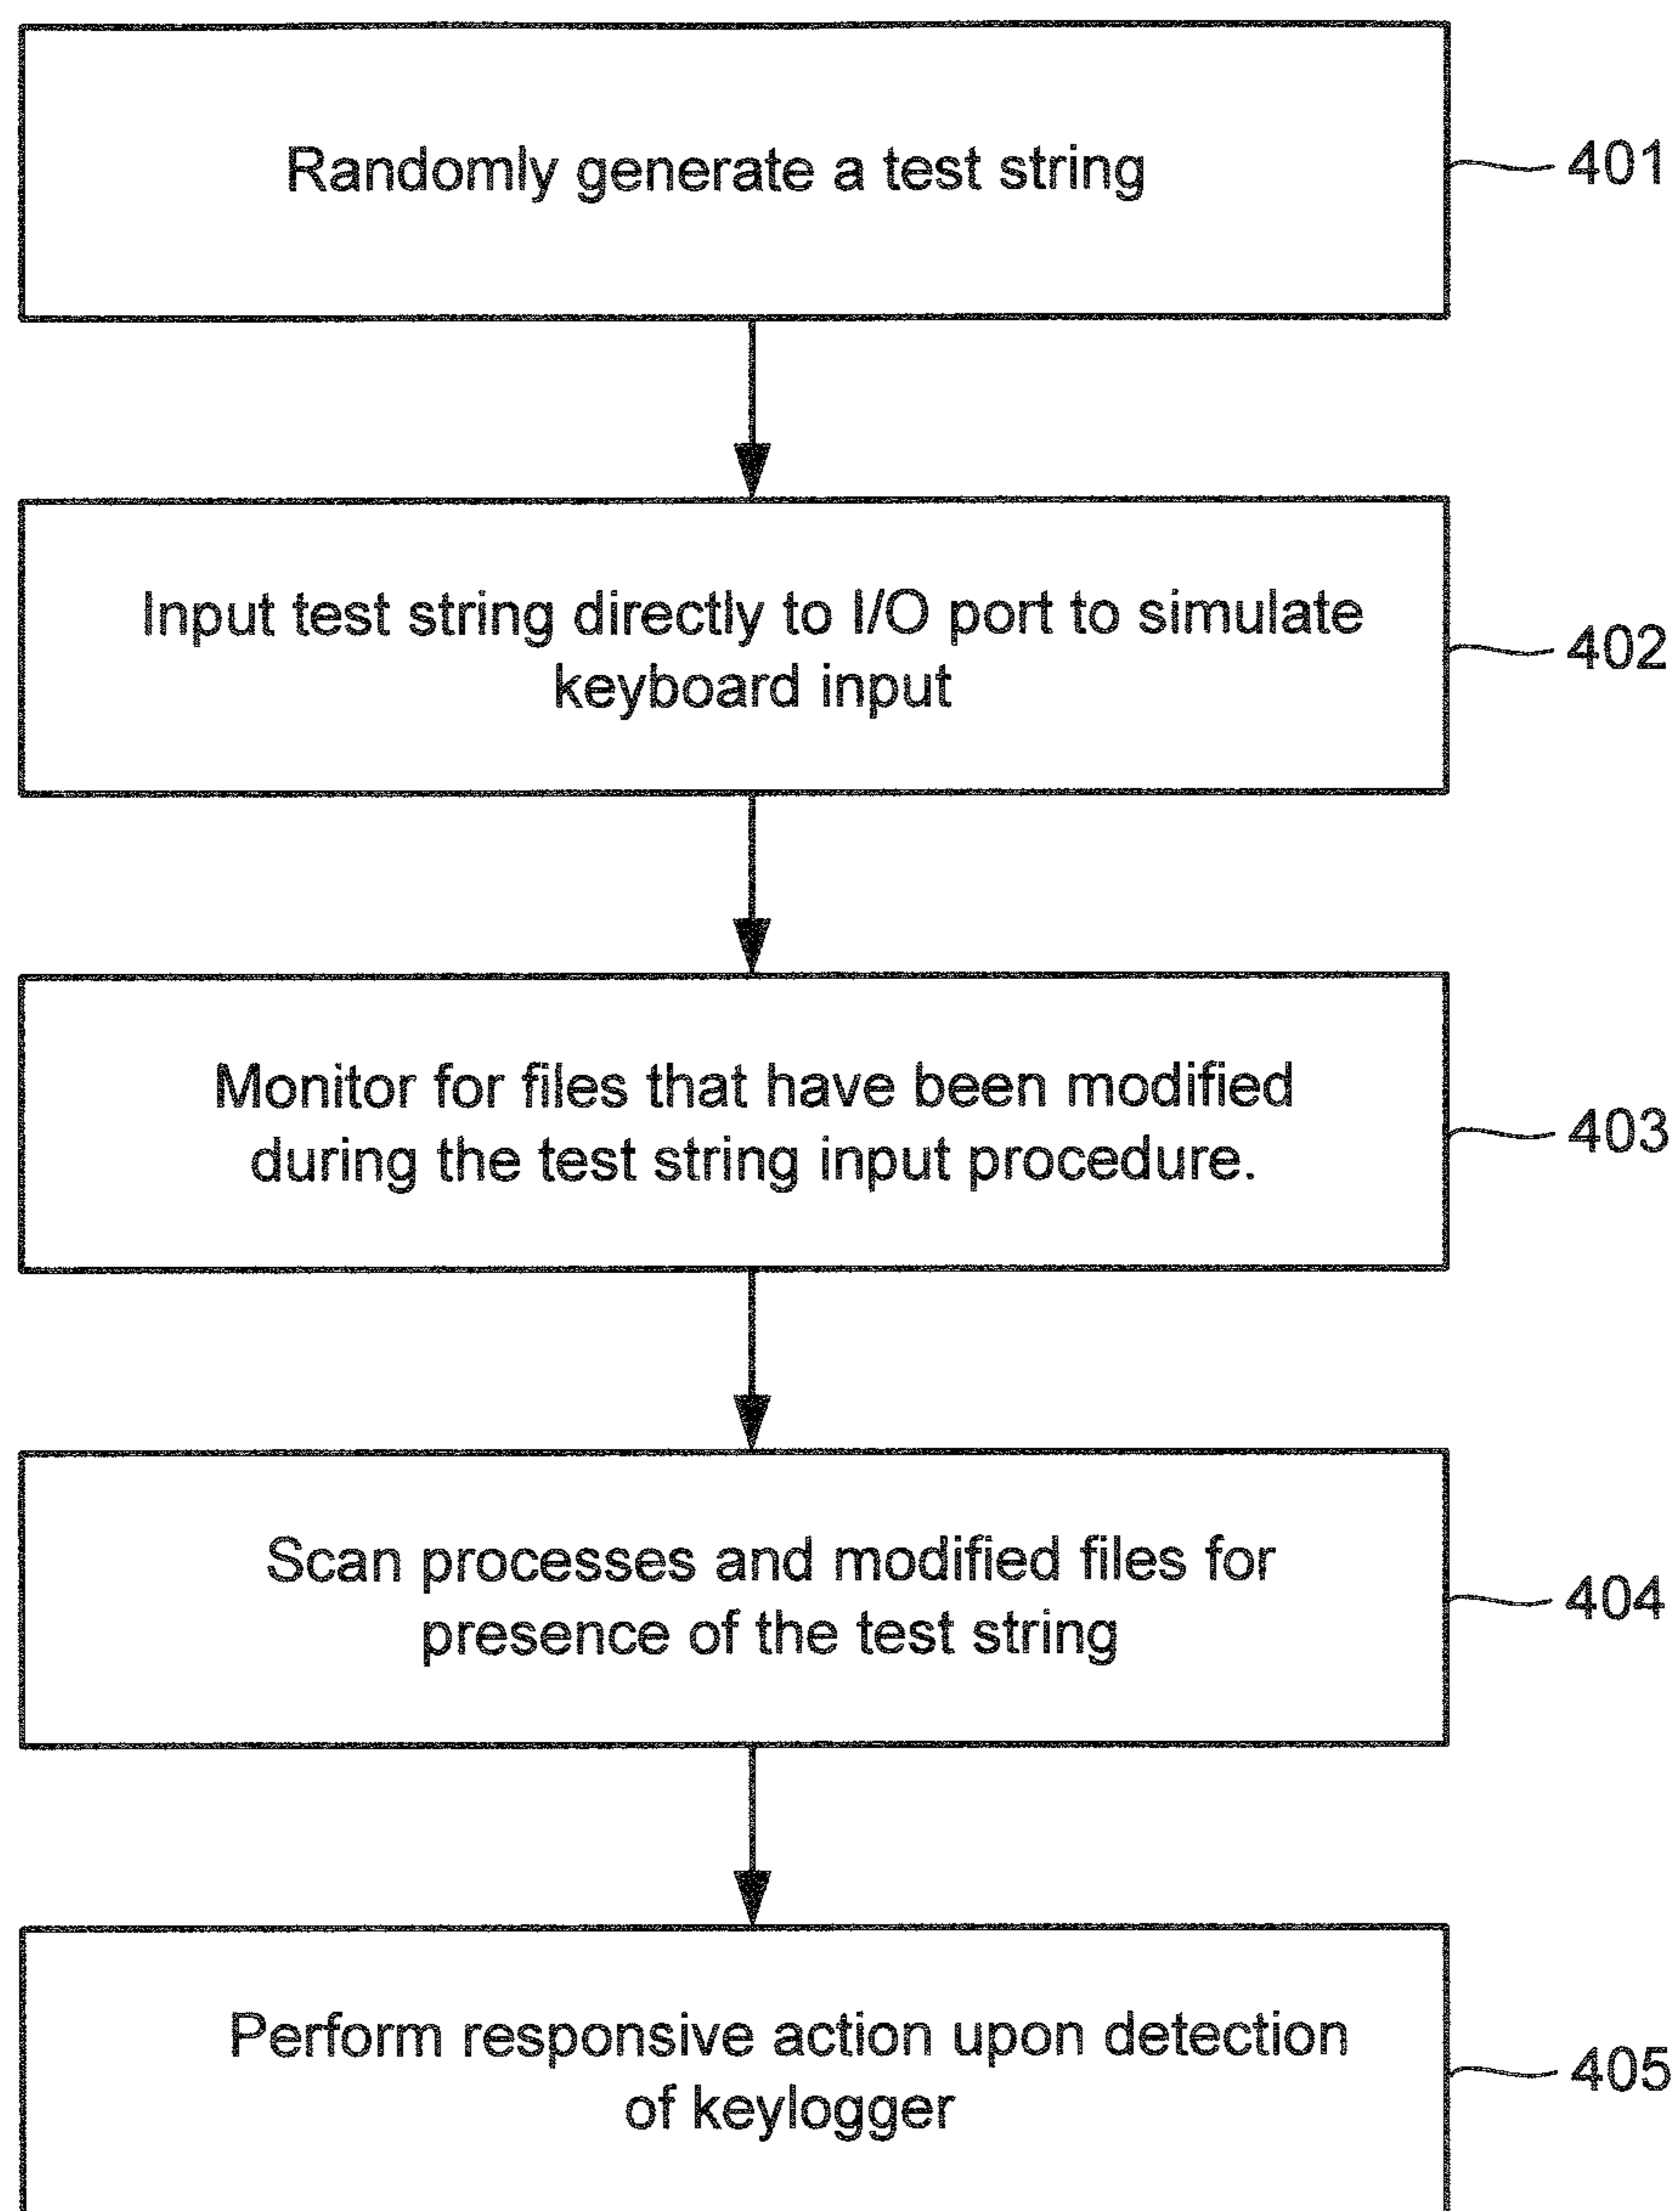 Randomly generate a test string
401
Input test string directly to I/O port to simulate
keyboard input
402
Monitor for files that have been modified
during the test string input procedure.
403
Scan processes and modified files for
presence of the test string
404
Perform responsive action upon detection
of keylogger
405